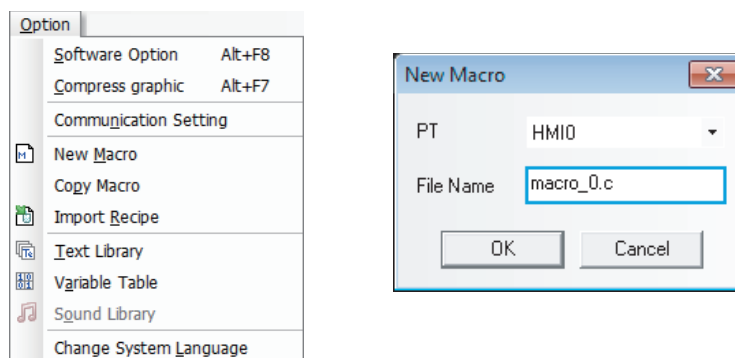 Option
Software Option Alt+F8
Compress graphic Alt+F7
Communication Setting
New Macro
Copy Macro
Import Recipe
Text Library
Variable Table
Sound Library
Change System Language
New Macro
PT HMI0
File Name macro_0.c
OK Cancel